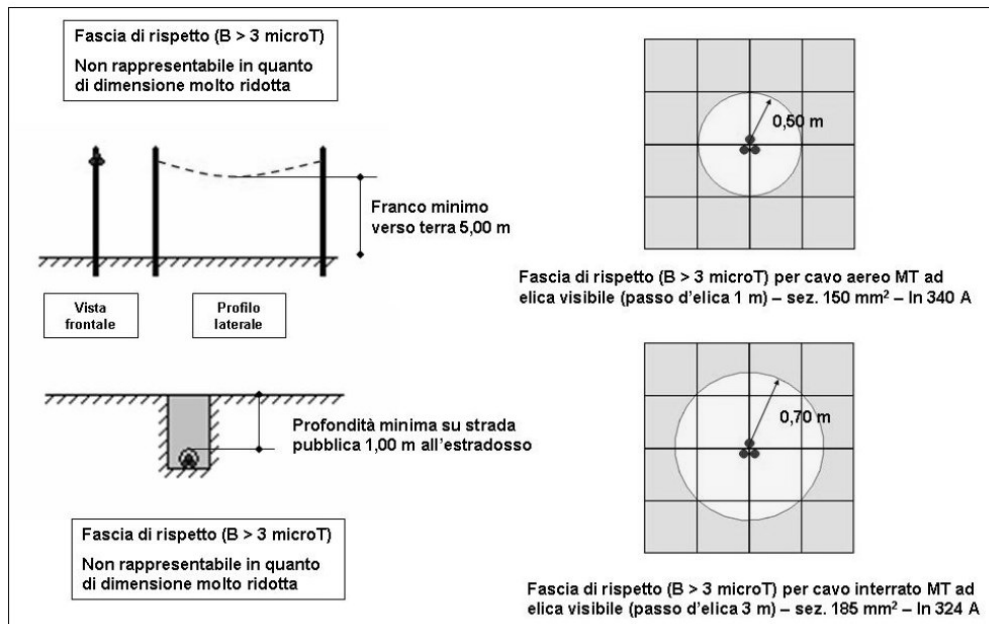 Fascia di rispetto (B > 3 microT)
Non rappresentabile in quanto
di dimensione molto ridotta
Franco minimo
verso terra 5,00 m
Vista
frontale
Profilo
laterale
Profondità minima su strada
pubblica 1,00 m all'estradosso
Fascia di rispetto (B > 3 microT)
Non rappresentabile in quanto
di dimensione molto ridotta
0,50 m
Fascia di rispetto (B > 3 microT) per cavo aereo MT ad
elica visibile (passo d'elica 1 m) – sez. 150 mm² – In 340 A
0,70 m
Fascia di rispetto (B > 3 microT) per cavo interrato MT ad
elica visibile (passo d'elica 3 m) – sez. 185 mm² – In 324 A